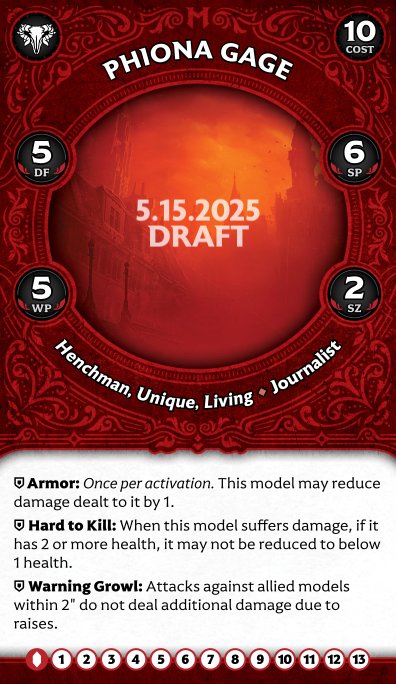 PHIONA GAGE
10
COST
5
DF
6
SP
5.15.2025
DRAFT
5
WP
2
SZ
Henchman, Unique, Living ♦ Journalist
Armor: Once per activation. This model may reduce
damage dealt to it by 1.
Hard to Kill: When this model suffers damage, if it
has 2 or more health, it may not be reduced to below
1 health.
Warning Growl: Attacks against allied models
within 2" do not deal additional damage due to
raises.
1 2 3 4 5 6 7 8 9 10 11 12 13